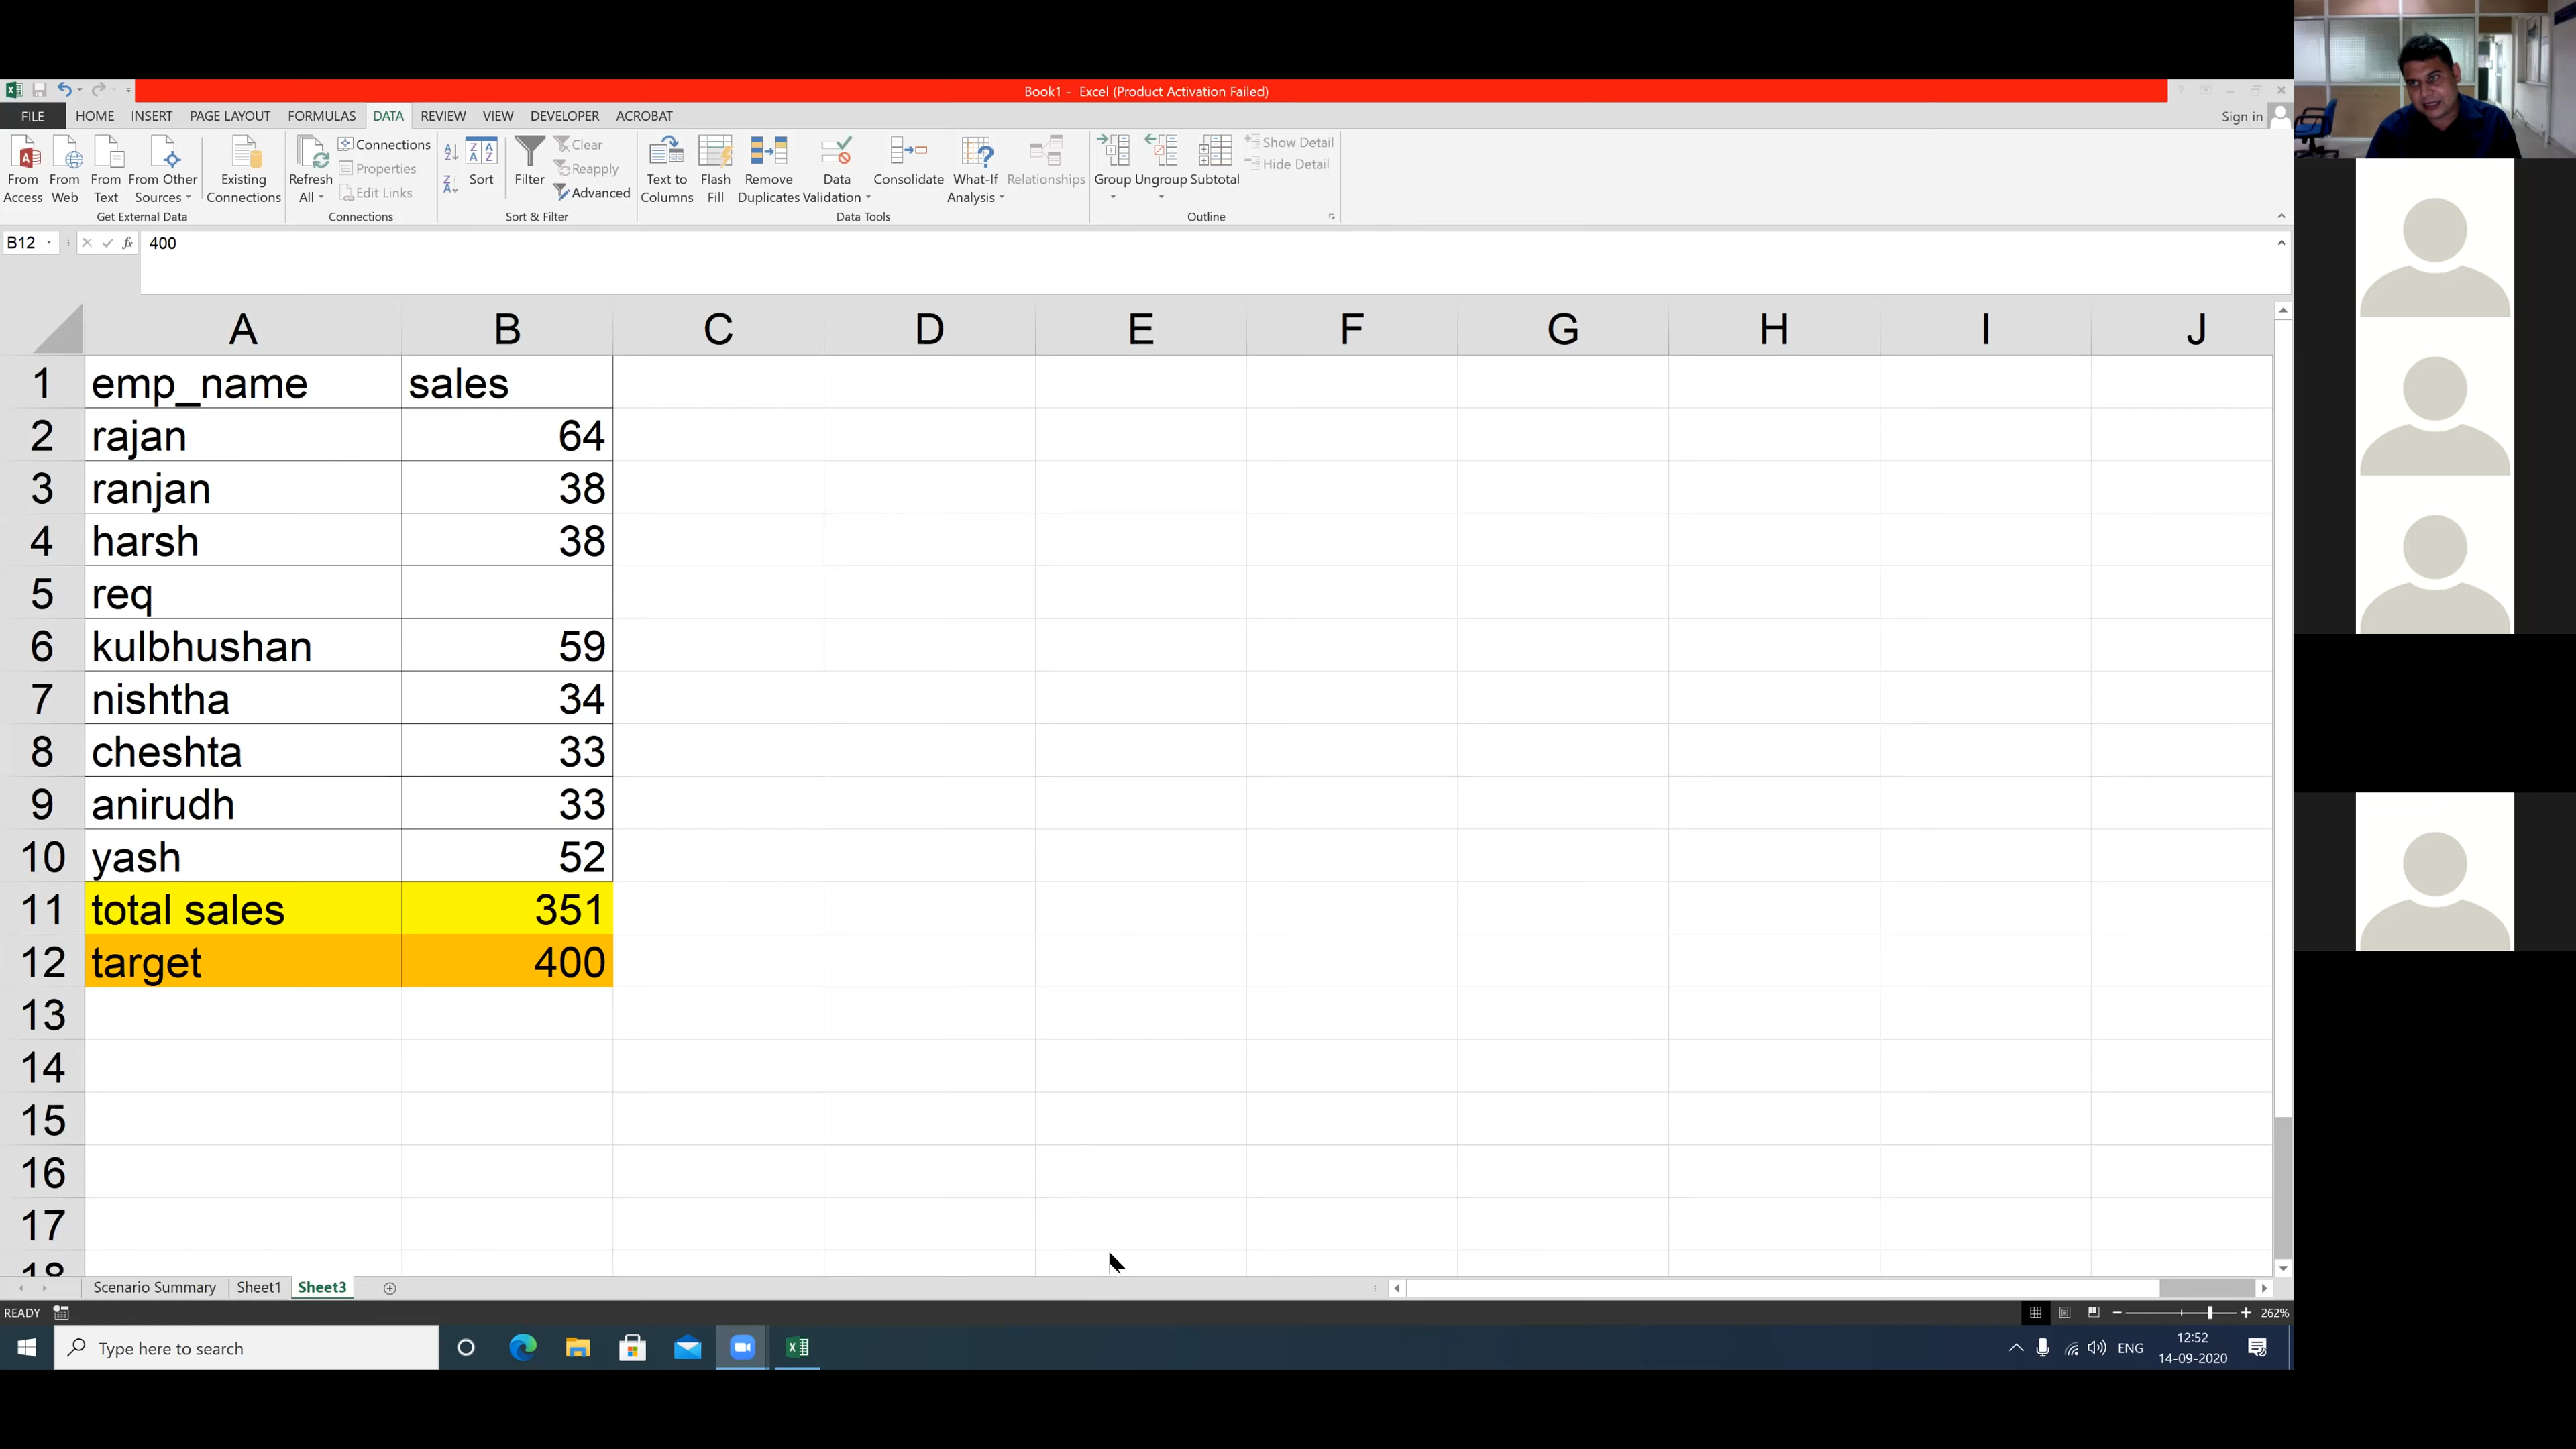 Book1 - Excel (Product Activation Failed)
FILE HOME INSERT PAGE LAYOUT FORMULAS DATA REVIEW VIEW DEVELOPER ACROBAT Sign in
From Access
From Web
From Text
From Other Sources
Existing Connections
Get External Data
Refresh All
Connections
Properties
Edit Links
Connections
Sort
Filter
Clear
Reapply
Advanced
Sort & Filter
Text to Columns
Flash Fill
Remove Duplicates
Data Validation
Consolidate
What-If Analysis
Relationships
Data Tools
Group
Ungroup
Subtotal
Show Detail
Hide Detail
Outline
B12 fx 400
A B C D E F G H I J
1 emp_name sales
2 rajan 64
3 ranjan 38
4 harsh 38
5 req
6 kulbhushan 59
7 nishtha 34
8 cheshta 33
9 anirudh 33
10 yash 52
11 total sales 351
12 target 400
13
14
15
16
17
18
Scenario Summary Sheet1 Sheet3
READY 262%
Type here to search
ENG
12:52
14-09-2020